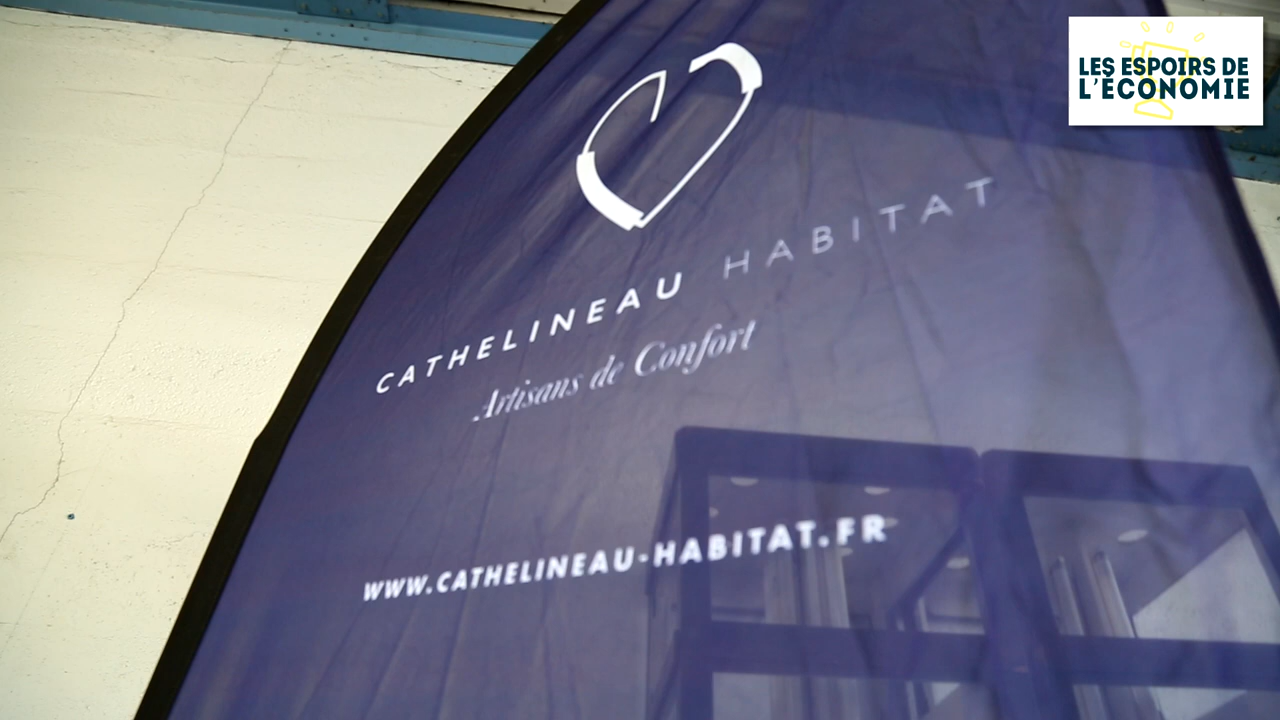 LES ESPOIRS DE
L'ÉCONOMIE
CATHELINEAU HABITAT
Artisans de Confort
WWW.CATHELINEAU-HABITAT.FR